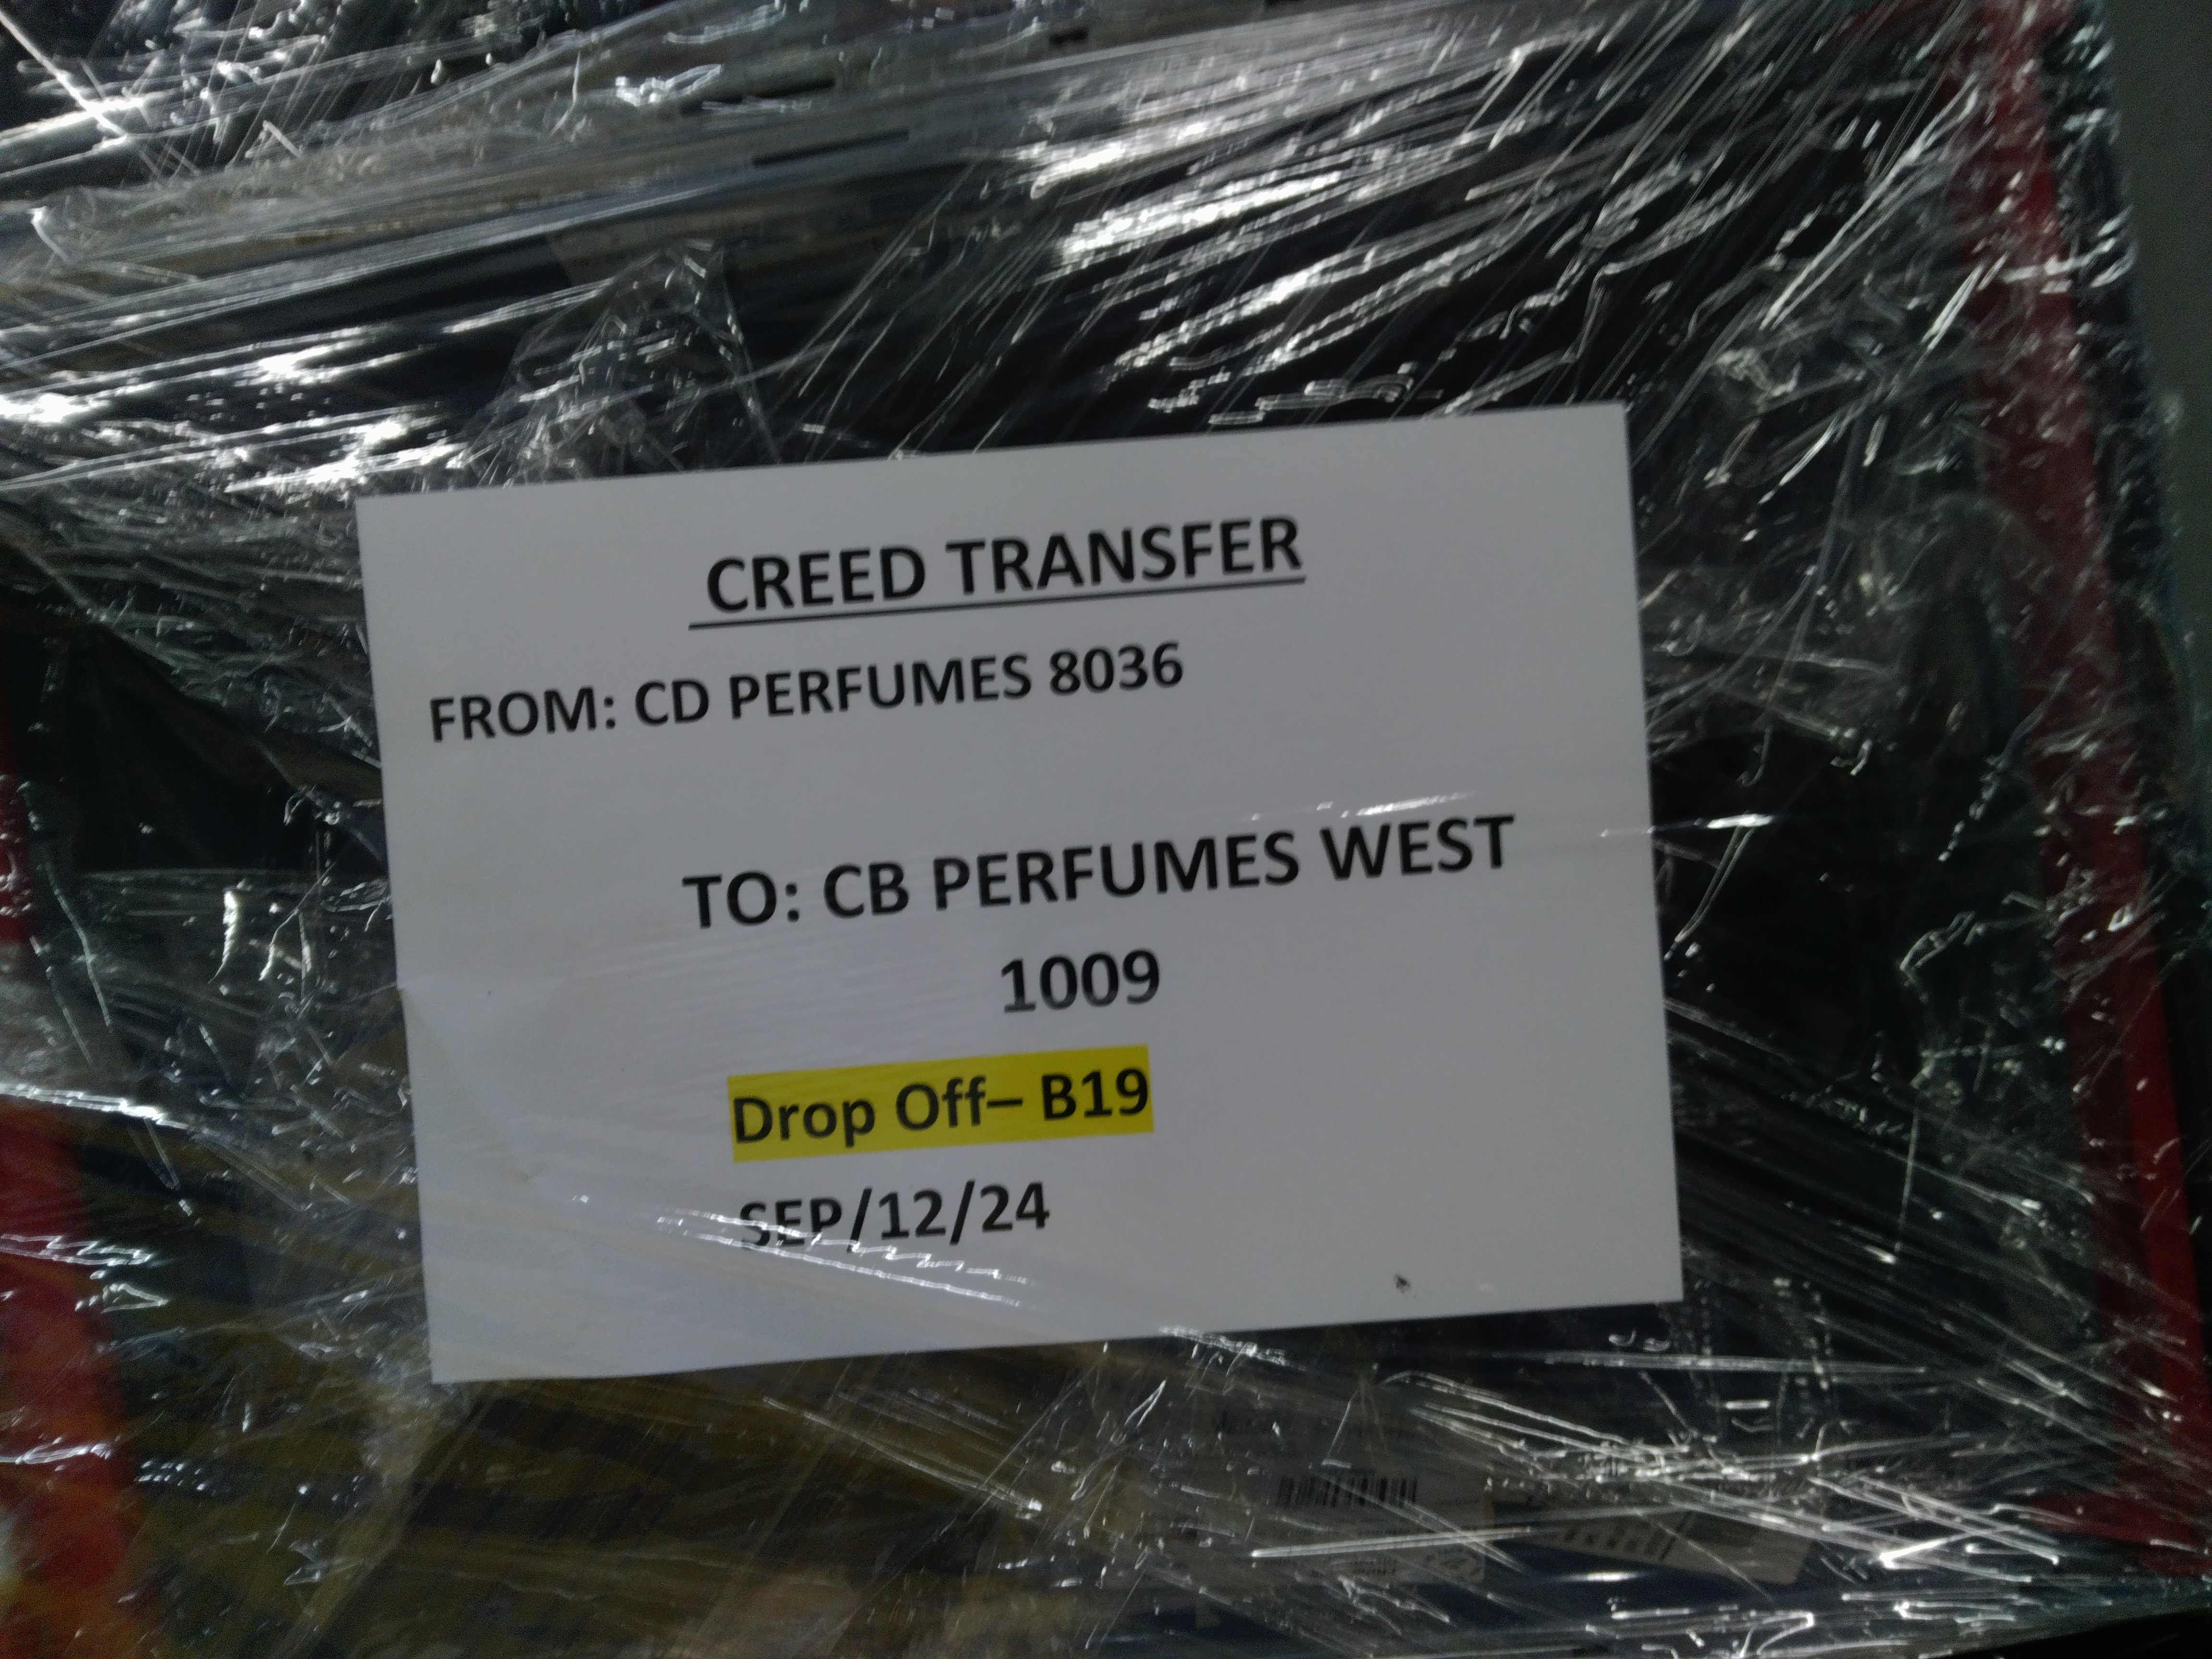 CREED TRANSFER
FROM: CD PERFUMES 8036
TO: CB PERFUMES WEST
1009
Drop Off– B19
SEP/12/24